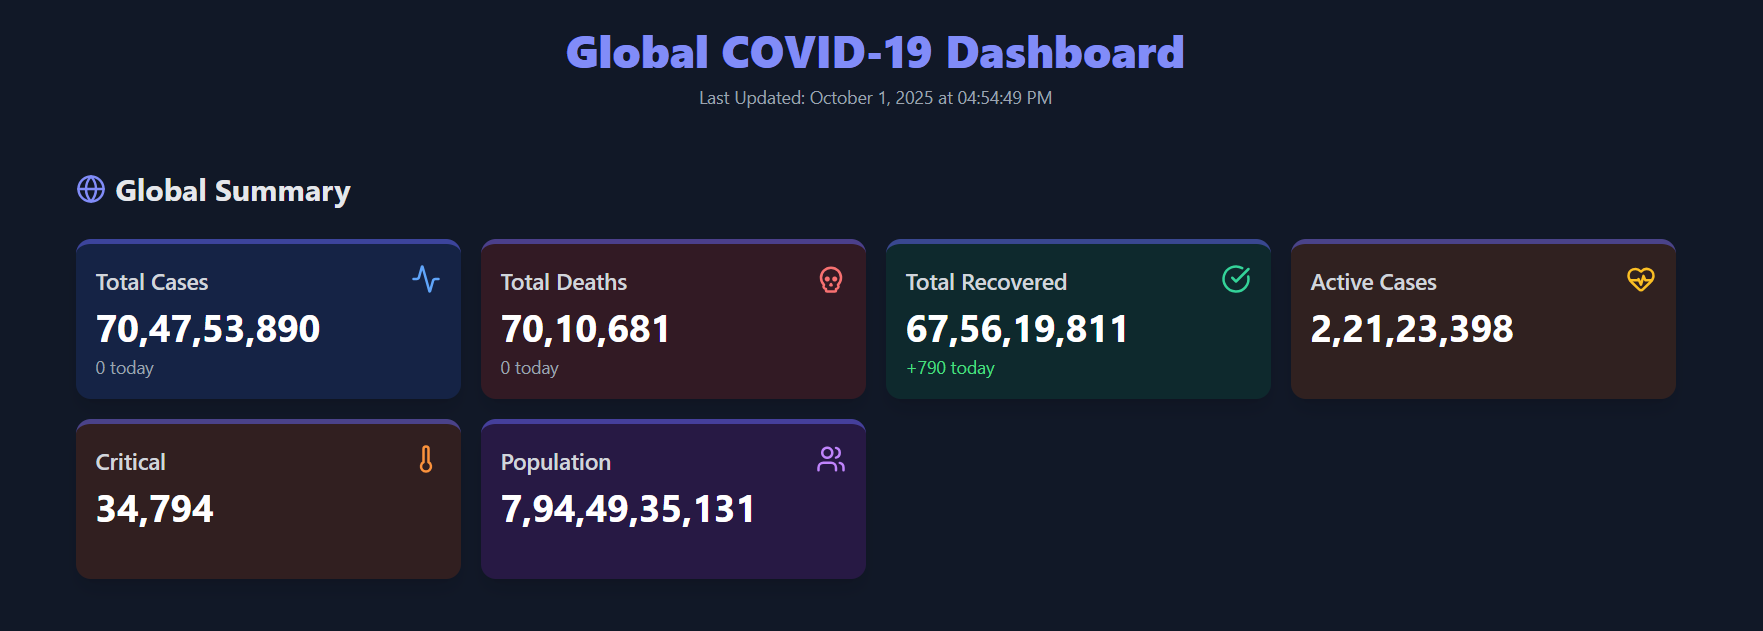 Global COVID-19 Dashboard
Last Updated: October 1, 2025 at 04:54:49 PM
Global Summary
Total Cases
70,47,53,890
0 today
Total Deaths
70,10,681
0 today
Total Recovered
67,56,19,811
+790 today
Active Cases
2,21,23,398
Critical
34,794
Population
7,94,49,35,131